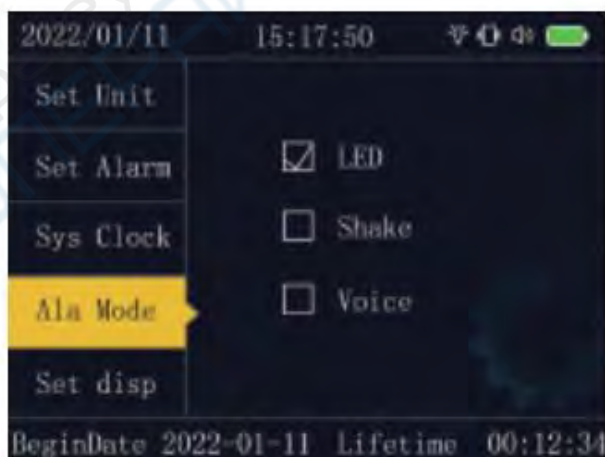 2022/01/11 15:17:50
Set Unit
Set Alarm
Sys Clock
Ala Mode
Set disp
LED
Shake
Voice
BeginDate 2022-01-11 Lifetime 00:12:34